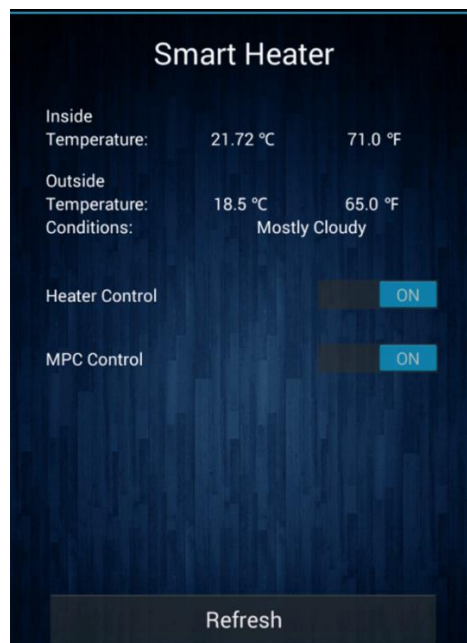 Smart Heater
Inside
Temperature: 21.72 ℃ 71.0 ℉
Outside
Temperature: 18.5 ℃ 65.0 ℉
Conditions: Mostly Cloudy
Heater Control ON
MPC Control ON
Refresh